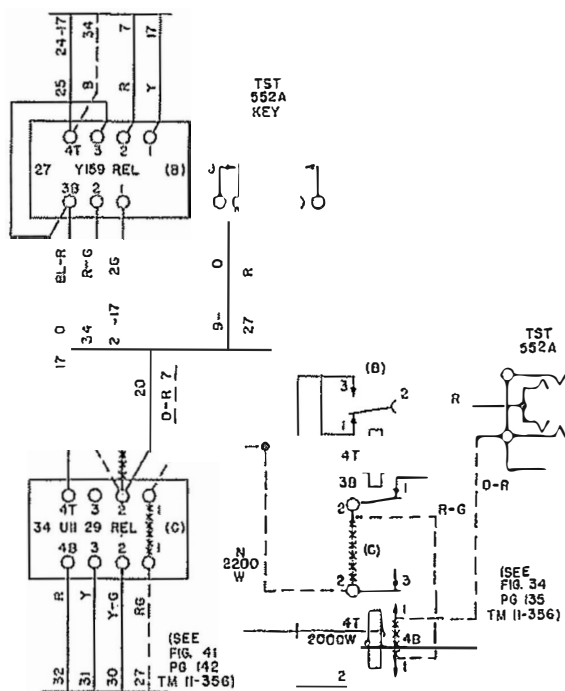 24-17
34
7
17
25
B
R
Y
TST
552A
KEY
4T 3 2 1
27 Y159 REL (B)
3B 2 1
BL-R
R-G
2G
O
R
17 O
34
2 -17
9-
27
20
O-R 7
(B)
3
2
1
4T
3B
1
2
R-G
(C)
2
3
1
4T
2000W
4B
1
2
TST
552A
R
O-R
N
2200
W
4T 3 2 1
34 U11 29 REL (C)
4B 3 2 1
R
Y
Y-G
RG
32
31
30
27
(SEE
FIG. 41
PG 142
TM 11-356)
(SEE
FIG. 34
PG 135
TM 11-356)